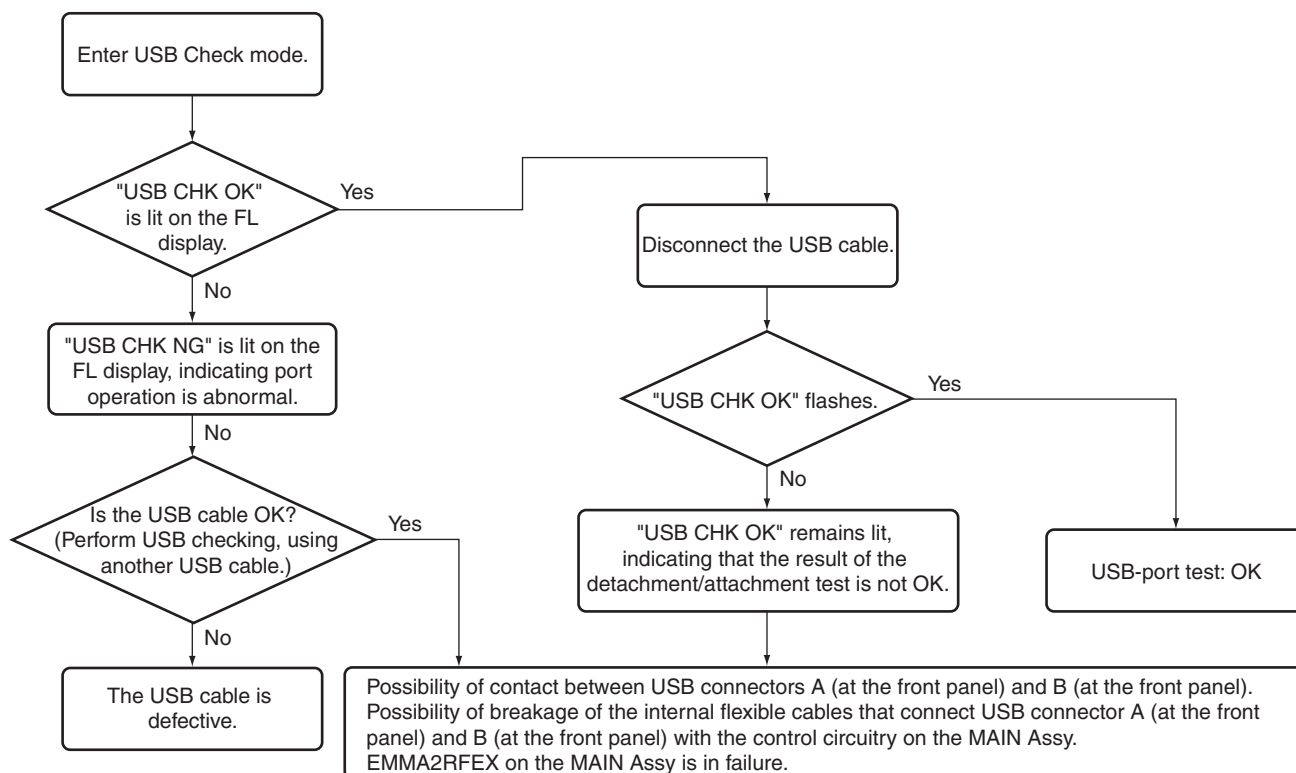 Enter USB Check mode.
"USB CHK OK"
is lit on the FL
display.
Yes
No
"USB CHK NG" is lit on the
FL display, indicating port
operation is abnormal.
No
Is the USB cable OK?
(Perform USB checking, using
another USB cable.)
Yes
No
The USB cable is
defective.
Disconnect the USB cable.
"USB CHK OK" flashes.
Yes
No
"USB CHK OK" remains lit,
indicating that the result of the
detachment/attachment test is not OK.
USB-port test: OK
Possibility of contact between USB connectors A (at the front panel) and B (at the front panel).
Possibility of breakage of the internal flexible cables that connect USB connector A (at the front
panel) and B (at the front panel) with the control circuitry on the MAIN Assy.
EMMA2RFEX on the MAIN Assy is in failure.